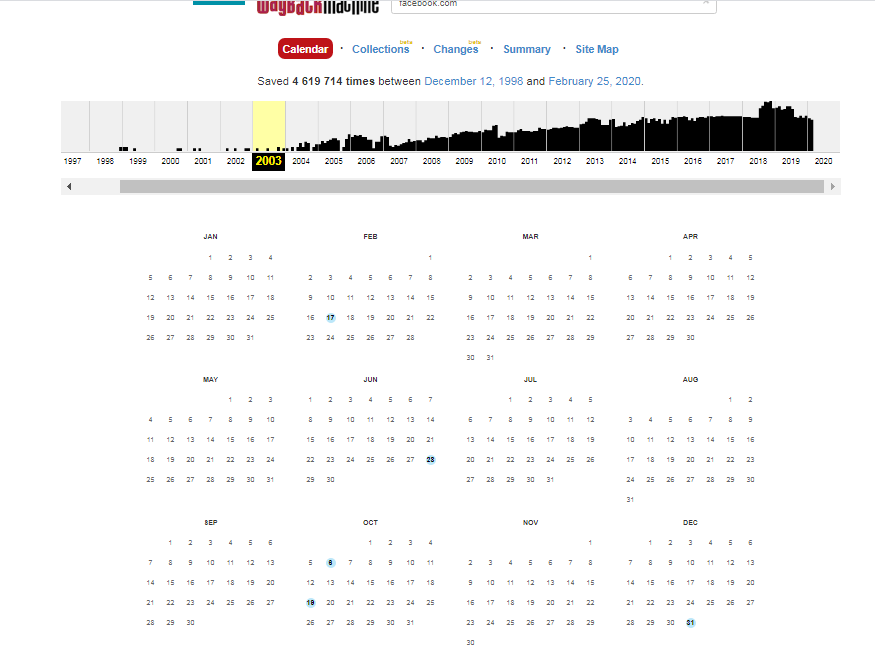 WayBackMachine
facebook.com
Calendar · Collections beta · Changes beta · Summary · Site Map
Saved 4 619 714 times between December 12, 1998 and February 25, 2020.
1997 1998 1999 2000 2001 2002 2003 2004 2005 2006 2007 2008 2009 2010 2011 2012 2013 2014 2015 2016 2017 2018 2019 2020
JAN FEB MAR APR
1 2 3 4 1 1 1 2 3 4 5
5 6 7 8 9 10 11 2 3 4 5 6 7 8 2 3 4 5 6 7 8 6 7 8 9 10 11 12
12 13 14 15 16 17 18 9 10 11 12 13 14 15 9 10 11 12 13 14 15 13 14 15 16 17 18 19
19 20 21 22 23 24 25 16 17 18 19 20 21 22 16 17 18 19 20 21 22 20 21 22 23 24 25 26
26 27 28 29 30 31 23 24 25 26 27 28 23 24 25 26 27 28 29 27 28 29 30
30 31
MAY JUN JUL AUG
1 2 3 1 2 3 4 5 6 7 1 2 3 4 5 1 2
4 5 6 7 8 9 10 8 9 10 11 12 13 14 6 7 8 9 10 11 12 3 4 5 6 7 8 9
11 12 13 14 15 16 17 15 16 17 18 19 20 21 13 14 15 16 17 18 19 10 11 12 13 14 15 16
18 19 20 21 22 23 24 22 23 24 25 26 27 28 20 21 22 23 24 25 26 17 18 19 20 21 22 23
25 26 27 28 29 30 31 29 30 27 28 29 30 31 24 25 26 27 28 29 30
31
SEP OCT NOV DEC
1 2 3 4 5 6 1 2 3 4 1 1 2 3 4 5 6
7 8 9 10 11 12 13 5 6 7 8 9 10 11 2 3 4 5 6 7 8 7 8 9 10 11 12 13
14 15 16 17 18 19 20 12 13 14 15 16 17 18 9 10 11 12 13 14 15 14 15 16 17 18 19 20
21 22 23 24 25 26 27 19 20 21 22 23 24 25 16 17 18 19 20 21 22 21 22 23 24 25 26 27
28 29 30 26 27 28 29 30 31 23 24 25 26 27 28 29 28 29 30 31
30